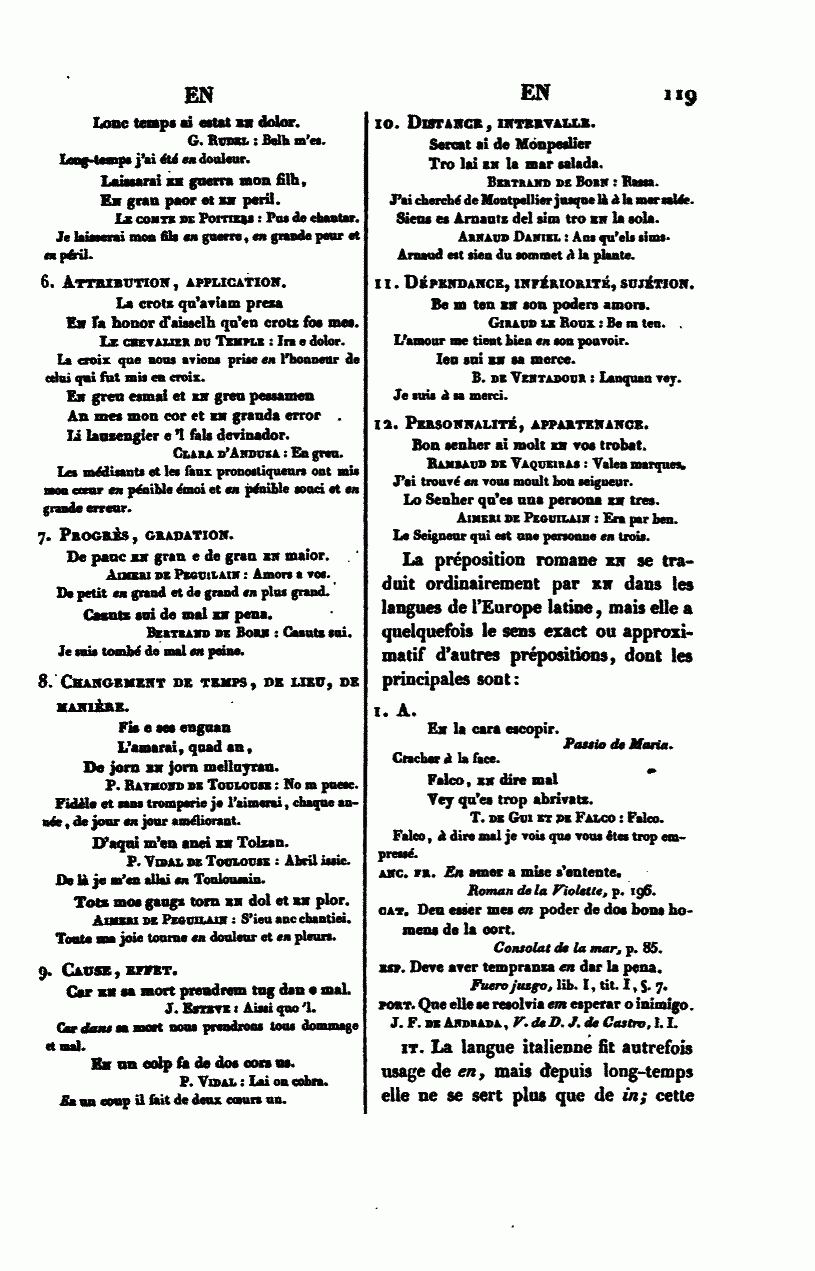 EN
Lonc temps ai estat EN dolor.
G. RUDEL : Belh m'es.
Long-temps j'ai été en douleur.
Laissarai EN guerra mon filh,
EN gran paor et EN peril.
LE COMTE DE POITIERS : Pus de chantar.
Je laisserai mon fils en guerre, en grande peur et
en péril.
6. ATTRIBUTION, APPLICATION.
La crotz qu'aviam preza
EN la honor d'aisselh qu'en crotz fos mes.
LE CHEVALIER DU TEMPLE : Ira e dolor.
La croix que nous avions prise en l'honneur de
celui qui fut mis en croix.
EN greu esmai et EN greu pessamen
An mes mon cor et EN granda error
Li lauzengier e 'l fals devinador.
CLARA D'ANDUZA : En greu.
Les médisants et les faux pronostiqueurs ont mis
mon cœur en pénible émoi et en pénible souci et en
grande erreur.
7. PROGRÈS, GRADATION.
De pauc EN gran e de gran EN maior.
AIMERI DE PEGUILAIN : Amors a vos.
De petit en grand et de grand en plus grand.
Casutz sui de mal EN pena.
BERTRAND DE BORN : Casutz sui.
Je suis tombé de mal en peine.
8. CHANGEMENT DE TEMPS, DE LIEU, DE
MANIÈRE.
Fis e ses enguan
L'amarai, quad an,
De jorn EN jorn melluyran.
P. RAYMOND DE TOULOUSE : No m puesc.
Fidèle et sans tromperie je l'aimerai, chaque an-
née, de jour en jour améliorant.
D'aqui m'en anei EN Tolzan.
P. VIDAL DE TOULOUSE : Abril issic.
De là je m'en allai en Toulousain.
Totz mos gaugz torn EN dol et EN plor.
AIMERI DE PEGUILAIN : S'ieu anc chantiei.
Toute ma joie tourne en douleur et en pleurs.
9. CAUSE, EFFET.
Car EN sa mort prendrem tug dan e mal.
J. ESTEVE : Aissi quo 'l.
Car dans sa mort nous prendrons tous dommage
et mal.
EN un colp fa de dos cors us.
P. VIDAL : Lai on cobra.
En un coup il fait de deux cœurs un.
EN 119
10. DISTANCE, INTERVALLE.
Sercat ai de Monpeslier
Tro lai EN la mar salada.
BERTRAND DE BORN : Rassa.
J'ai cherché de Montpellier jusque là à la mer salée.
Sieus es Arnautz del sim tro EN la sola.
ARNAUD DANIEL : Ans qu'els sims.
Arnaud est sien du sommet à la plante.
11. DÉPENDANCE, INFÉRIORITÉ, SUJÉTION.
Be m ten EN son poders amors.
GIRAUD LE ROUX : Be m ten.
L'amour me tient bien en son pouvoir.
Ieu sui EN sa merce.
B. DE VENTADOUR : Lanquan vey.
Je suis à sa merci.
12. PERSONNALITÉ, APPARTENANCE.
Bon senher ai molt EN vos trobat.
RAMBAUD DE VAQUEIRAS : Valen marques.
J'ai trouvé en vous moult bon seigneur.
Lo Senher qu'es una persona EN tres.
AIMERI DE PEGUILAIN : Era par ben.
Le Seigneur qui est une personne en trois.
La préposition romane EN se tra-
duit ordinairement par EN dans les
langues de l'Europe latine, mais elle a
quelquefois le sens exact ou approxi-
matif d'autres prépositions, dont les
principales sont :
1. A.
EN la cara escopir.
Passio de Maria.
Cracher à la face.
Falco, EN dire mal
Vey qu'es trop abrivatz.
T. DE GUI ET DE FALCO : Falco.
Falco, à dire mal je vois que vous êtes trop em-
pressé.
ANC. FR. En amer a mise s'entente.
Roman de la Violette, p. 196.
CAT. Deu esser mes en poder de dos bons ho-
mens de la cort.
Consolat de la mar, p. 85.
ESP. Deve aver tempranza en dar la pena.
Fuero juzgo, lib. I, tit. I, §. 7.
PORT. Que elle se resolvia em esperar o inimigo.
J. F. DE ANDRADA, V. de D. J. de Castro, l. I.
IT. La langue italienne fit autrefois
usage de en, mais depuis long-temps
elle ne se sert plus que de in; cette